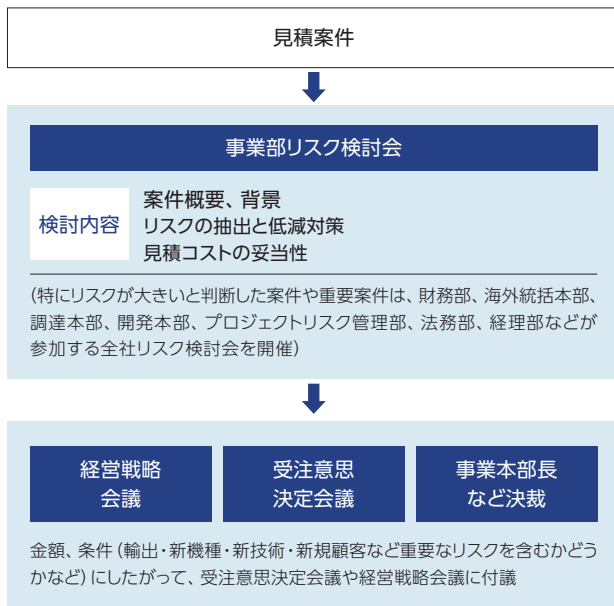 見積案件
事業部リスク検討会
検討内容
案件概要、背景
リスクの抽出と低減対策
見積コストの妥当性
(特にリスクが大きいと判断した案件や重要案件は、財務部、海外統括本部、
調達本部、開発本部、プロジェクトリスク管理部、法務部、経理部などが
参加する全社リスク検討会を開催)
経営戦略
会議
受注意思
決定会議
事業本部長
など決裁
金額、条件(輸出・新機種・新技術・新規顧客など重要なリスクを含むかどう
かなど)にしたがって、受注意思決定会議や経営戦略会議に付議